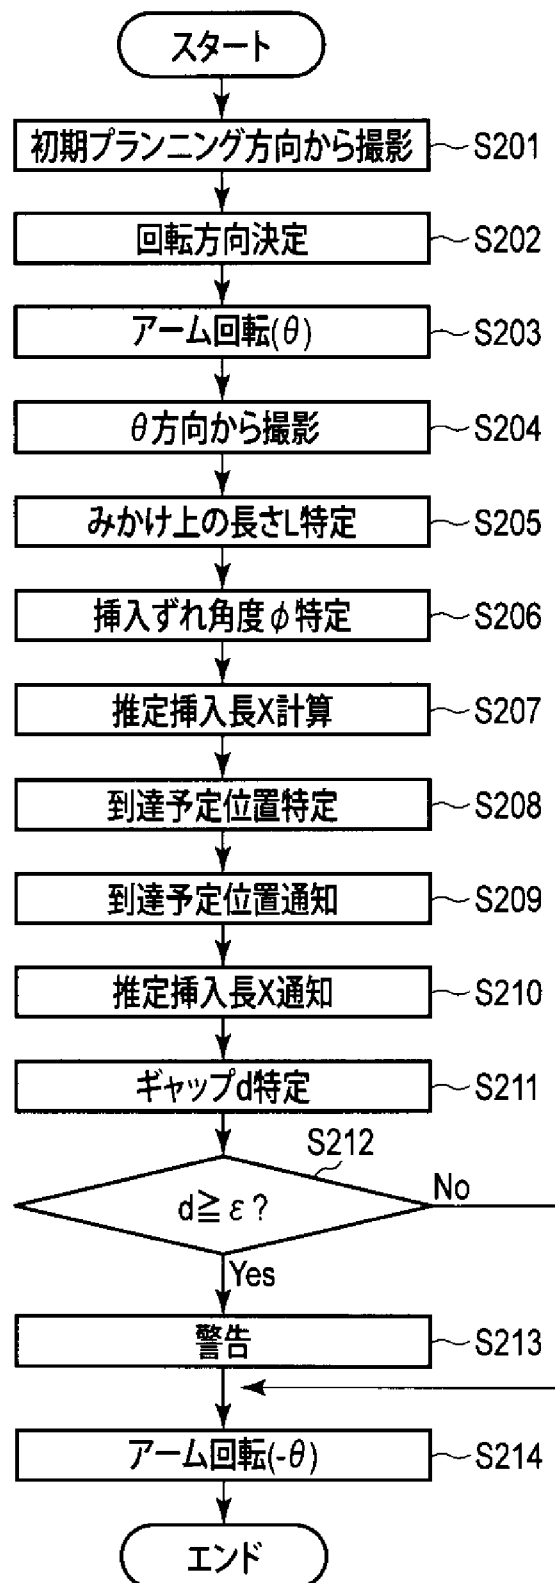 スタート
初期プランニング方向から撮影 S201
回転方向決定 S202
アーム回転(θ) S203
θ方向から撮影 S204
みかけ上の長さL特定 S205
挿入ずれ角度φ特定 S206
推定挿入長X計算 S207
到達予定位置特定 S208
到達予定位置通知 S209
推定挿入長X通知 S210
ギャップd特定 S211
S212
d≧ε? No
Yes
警告 S213
アーム回転(-θ) S214
エンド